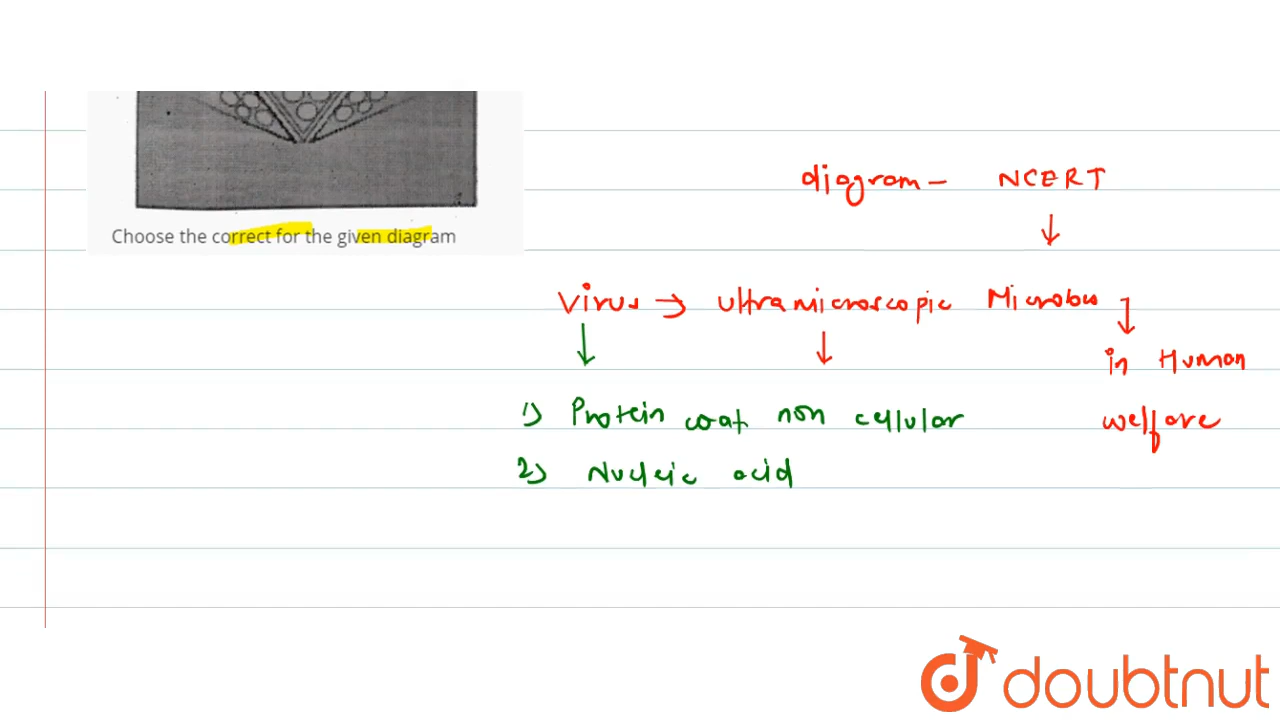 Choose the correct for the given diagram
diagram – NCERT
Virus → ultramicroscopic Microbes
in Human
welfare
1) Protein coat non cellular
2) Nucleic acid
doubtnut